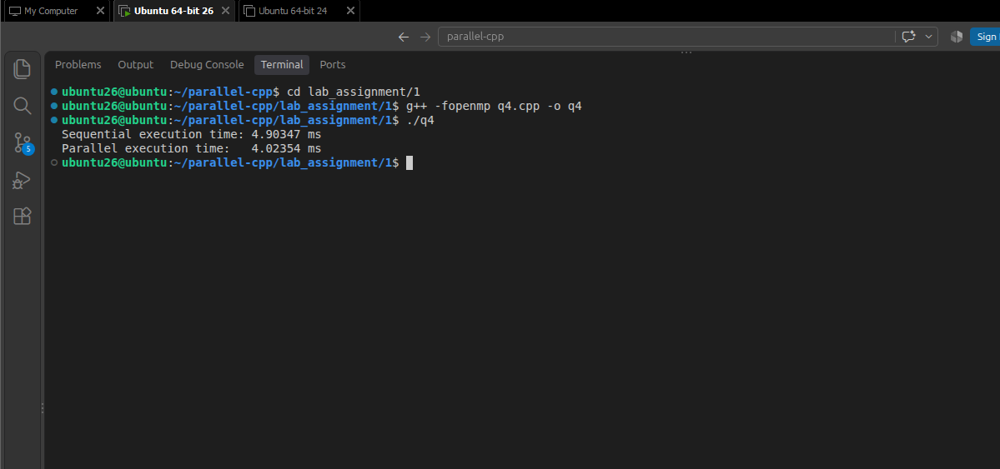 My Computer Ubuntu 64-bit 26 Ubuntu 64-bit 24
parallel-cpp Sign
Problems Output Debug Console Terminal Ports
ubuntu26@ubuntu:~/parallel-cpp$ cd lab_assignment/1
ubuntu26@ubuntu:~/parallel-cpp/lab_assignment/1$ g++ -fopenmp q4.cpp -o q4
ubuntu26@ubuntu:~/parallel-cpp/lab_assignment/1$ ./q4
Sequential execution time: 4.90347 ms
Parallel execution time:   4.02354 ms
ubuntu26@ubuntu:~/parallel-cpp/lab_assignment/1$
5